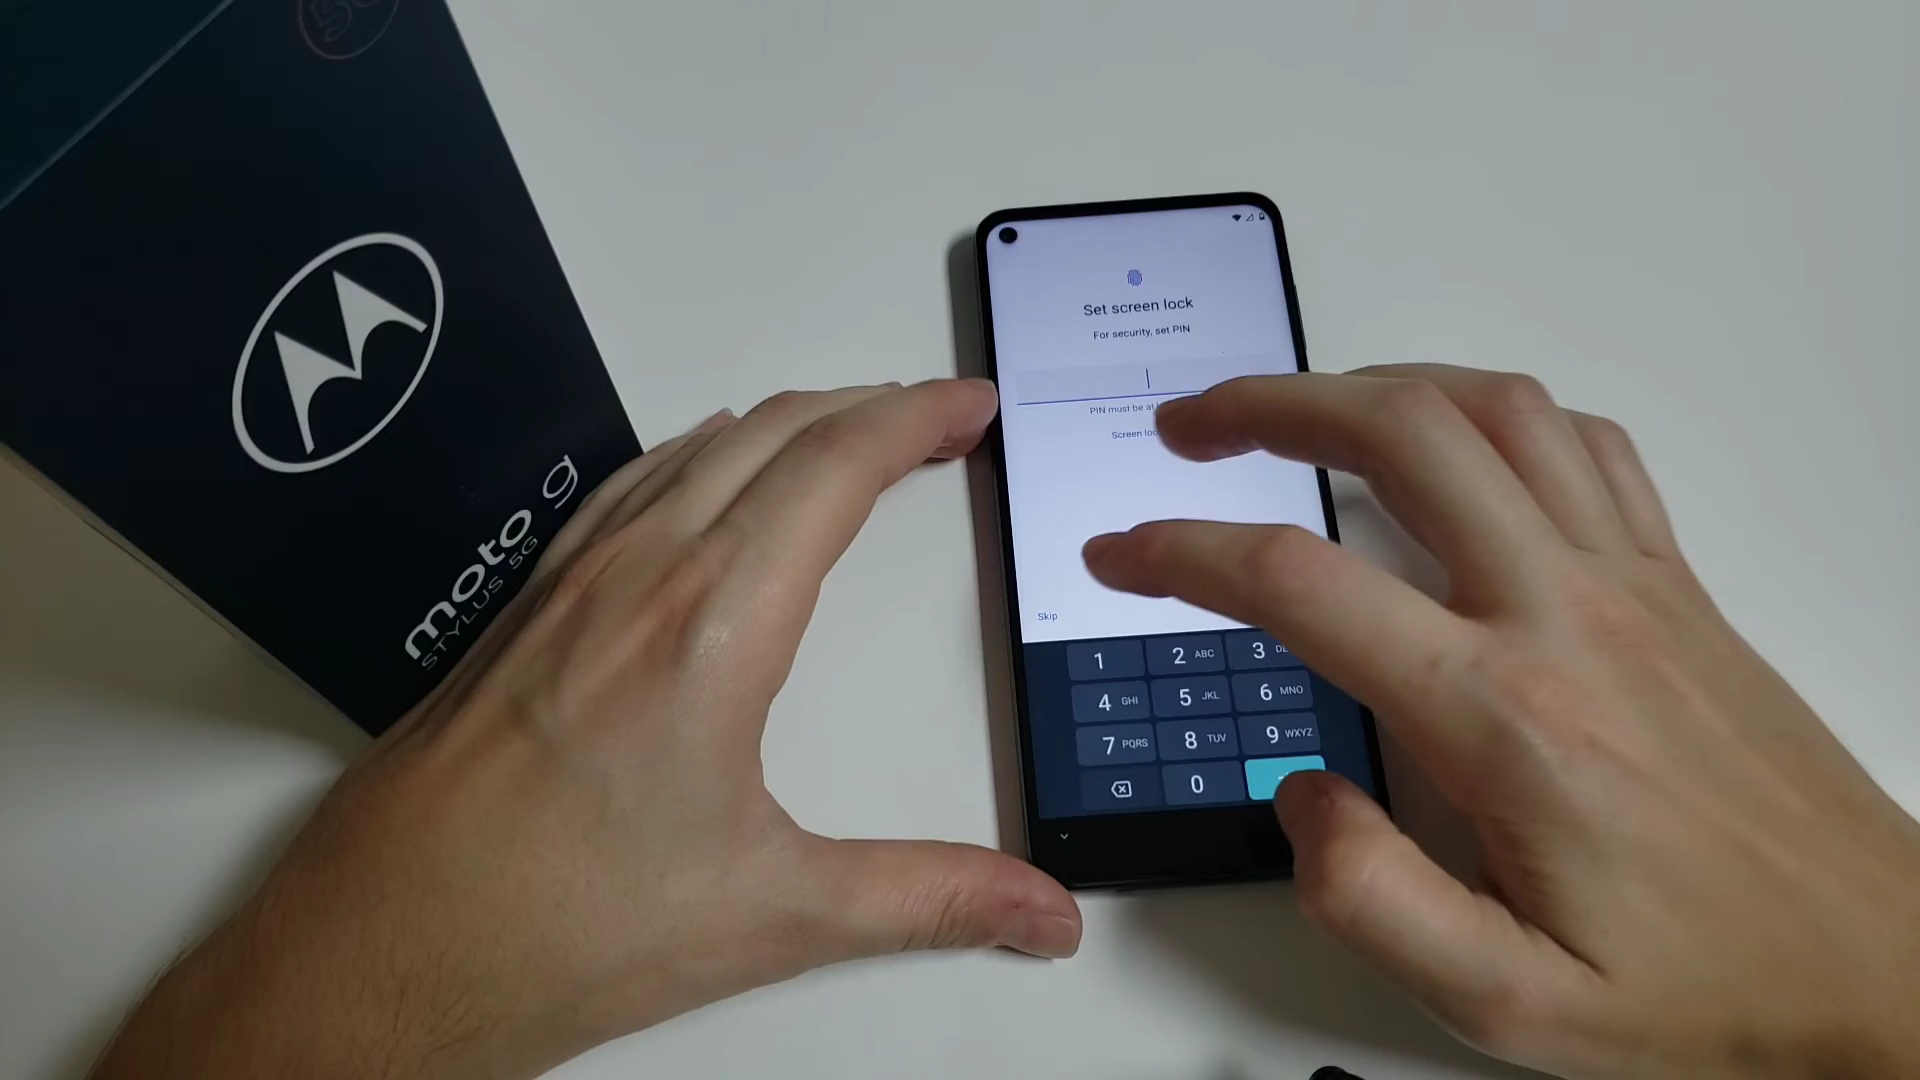 5G
moto g
STYLUS 5G
Set screen lock
For security, set PIN
PIN must be at
Screen
Skip
1
2 ABC
3
4 GHI
5 JKL
6 MNO
7 PQRS
8 TUV
9 WXYZ
0